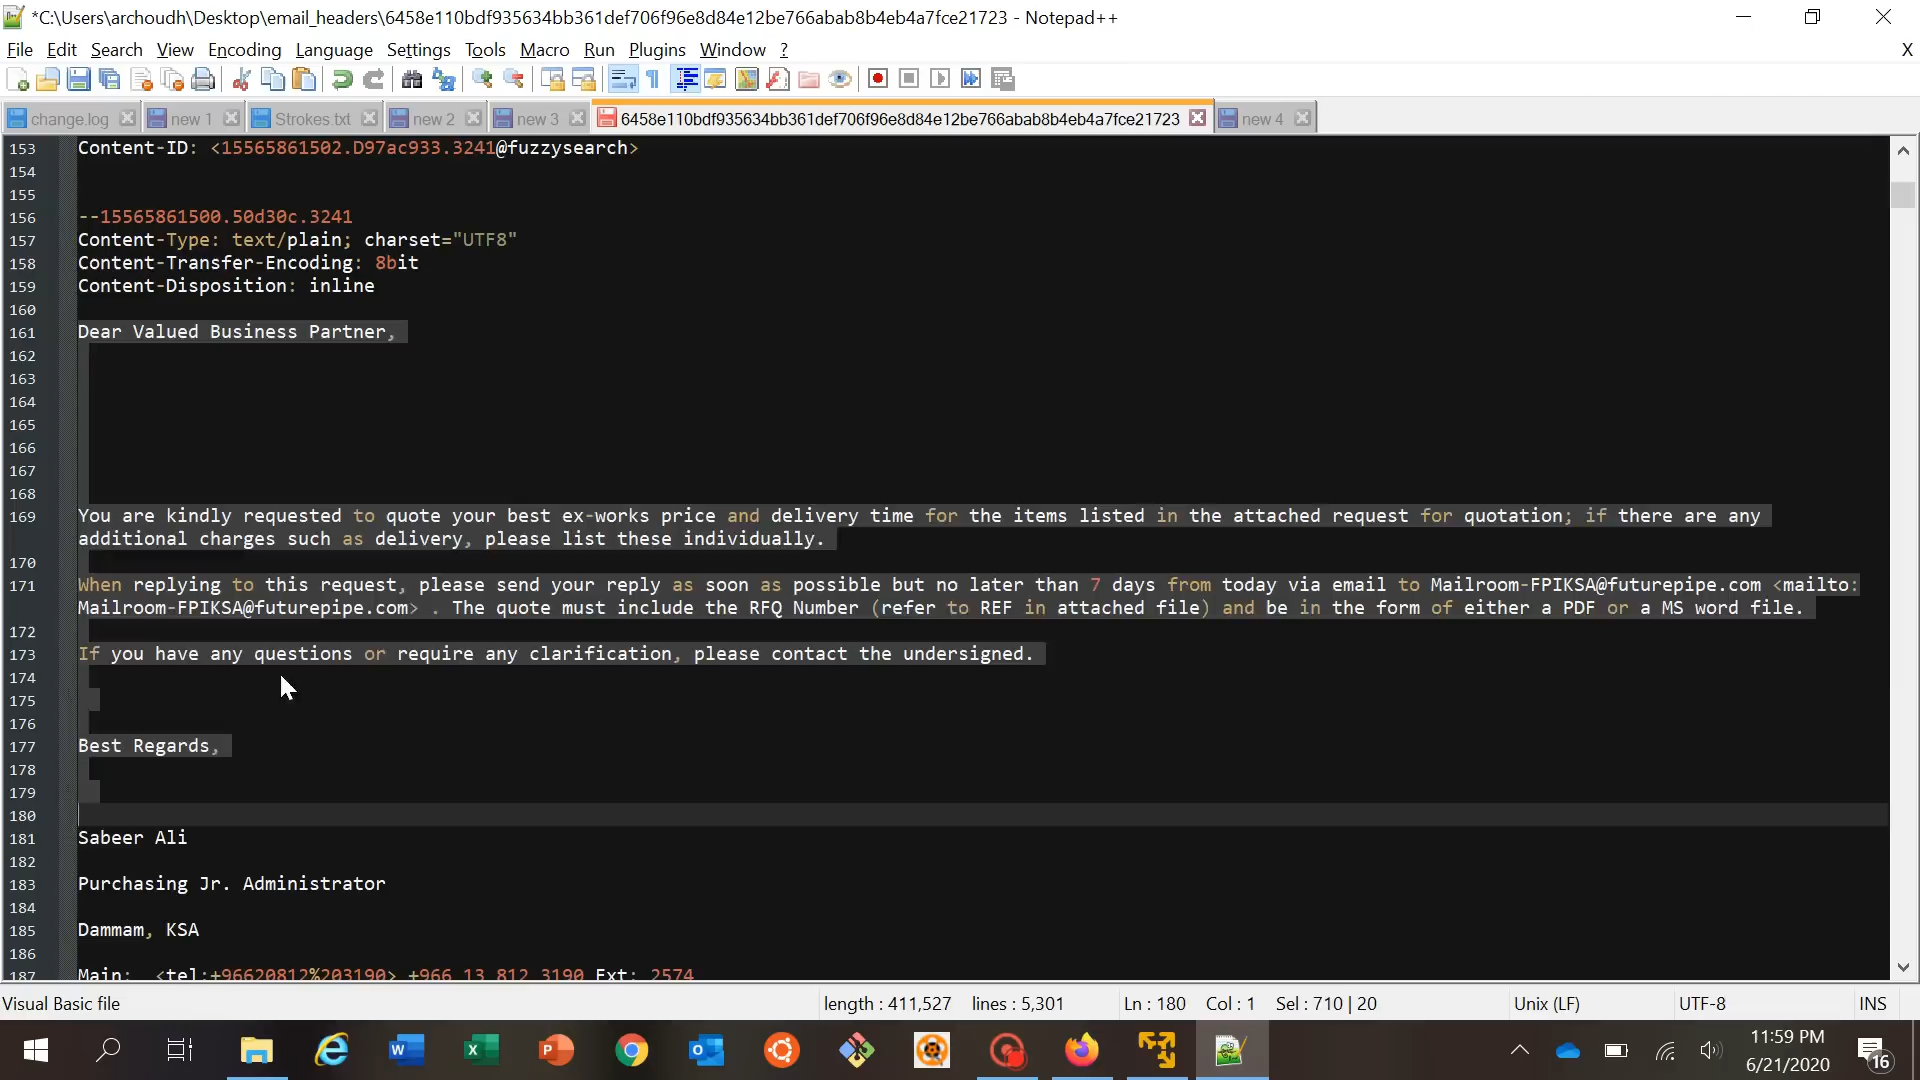 *C:\Users\archoudh\Desktop\email_headers\6458e110bdf935634bb361def706f96e8d84e12be766abab8b4eb4a7fce21723 - Notepad++
File Edit Search View Encoding Language Settings Tools Macro Run Plugins Window ? X
change.log new 1 Strokes.txt new 2 new 3 6458e110bdf935634bb361def706f96e8d84e12be766abab8b4eb4a7fce21723 new 4
153 Content-ID: <15565861502.D97ac933.3241@fuzzysearch>
154
155
156 --15565861500.50d30c.3241
157 Content-Type: text/plain; charset="UTF8"
158 Content-Transfer-Encoding: 8bit
159 Content-Disposition: inline
160
161 Dear Valued Business Partner,
162
163
164
165
166
167
168
169 You are kindly requested to quote your best ex-works price and delivery time for the items listed in the attached request for quotation; if there are any
additional charges such as delivery, please list these individually.
170
171 When replying to this request, please send your reply as soon as possible but no later than 7 days from today via email to Mailroom-FPIKSA@futurepipe.com <mailto:
Mailroom-FPIKSA@futurepipe.com> . The quote must include the RFQ Number (refer to REF in attached file) and be in the form of either a PDF or a MS word file.
172
173 If you have any questions or require any clarification, please contact the undersigned.
174
175
176
177 Best Regards,
178
179
180
181 Sabeer Ali
182
183 Purchasing Jr. Administrator
184
185 Dammam, KSA
186
187 Main: <tel:+96620812%203190> +966 13 812 3190 Ext: 2574
Visual Basic file length : 411,527 lines : 5,301 Ln : 180 Col : 1 Sel : 710 | 20 Unix (LF) UTF-8 INS
11:59 PM
6/21/2020
16